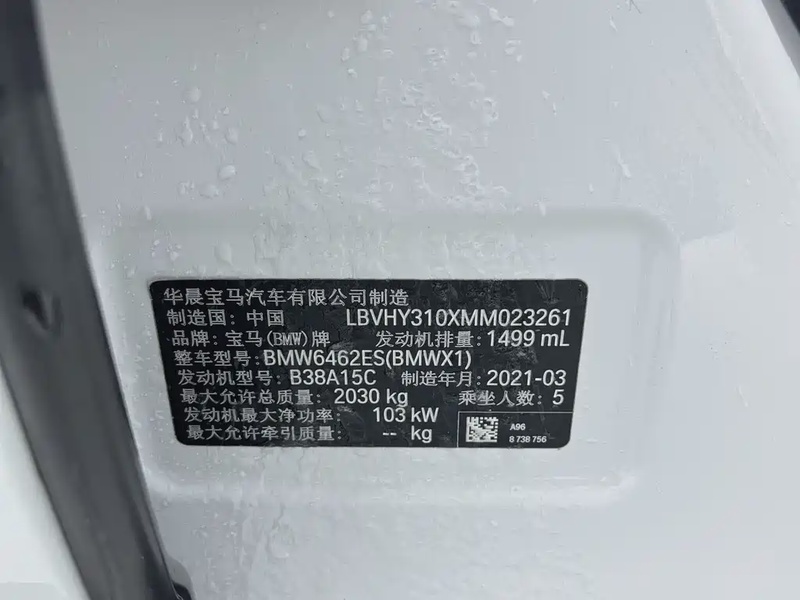 华晨宝马汽车有限公司制造
制造国: 中国 LBVHY310XMM023261
品牌: 宝马(BMW)牌 发动机排量: 1499 mL
整车型号: BMW6462ES(BMWX1)
发动机型号: B38A15C 制造年月: 2021-03
最大允许总质量: 2030 kg 乘坐人数: 5
发动机最大净功率: 103 kW
最大允许牵引质量: -- kg
A96
8 738 756